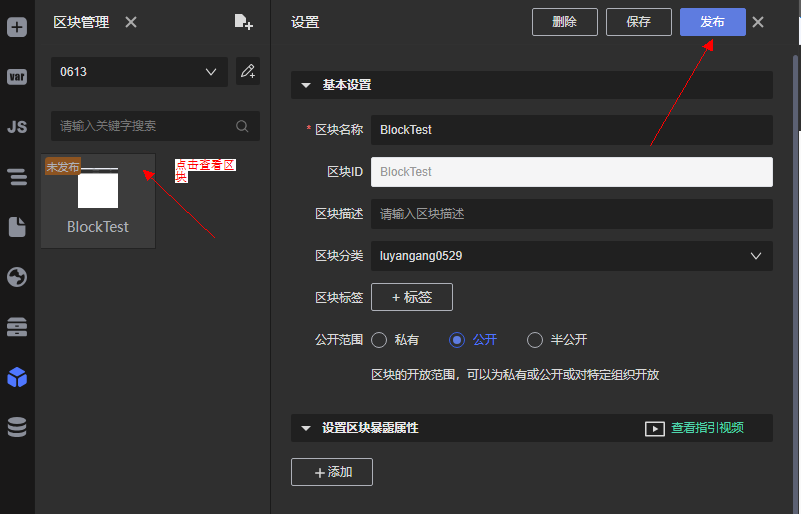 var
JS
区块管理
0613
请输入关键字搜索
未发布
BlockTest
点击查看区
块
设置
删除
保存
发布
基本设置
* 区块名称
BlockTest
区块ID
BlockTest
区块描述
请输入区块描述
区块分类
luyangang0529
区块标签
+ 标签
公开范围
私有
公开
半公开
区块的开放范围，可以为私有或公开或对特定组织开放
设置区块暴露属性
查看指引视频
+ 添加